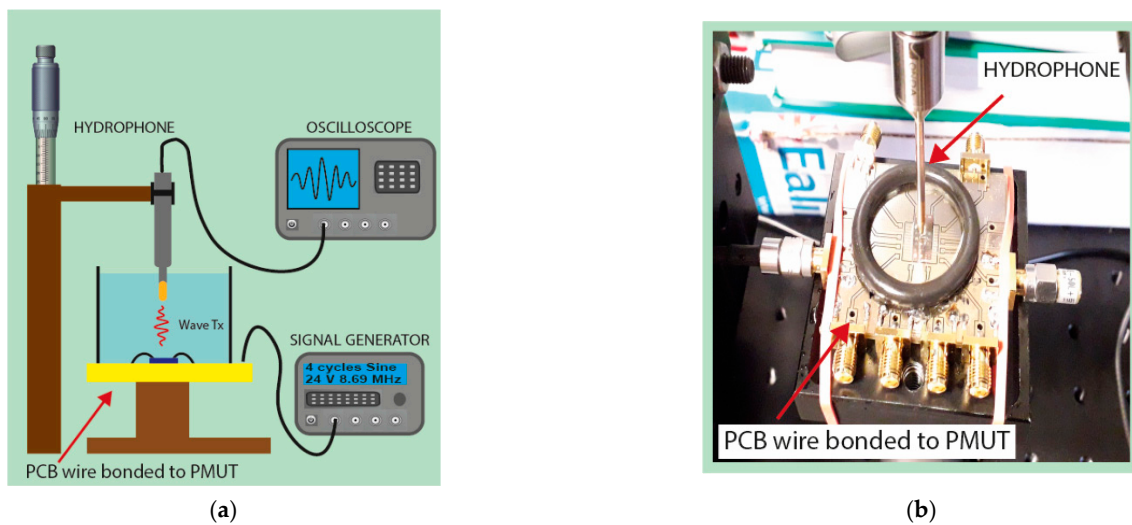 HYDROPHONE
OSCILLOSCOPE
Wave Tx
SIGNAL GENERATOR
4 cycles Sine
24 V 8.69 MHz
PCB wire bonded to PMUT
(a)
HYDROPHONE
Eali
PCB wire bonded to PMUT
(b)